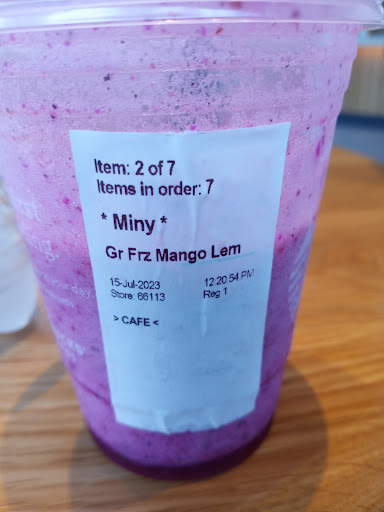 Item: 2 of 7
Items in order: 7
* Miny *
Gr Frz Mango Lem
15-Jul-2023 12:20:54 PM
Store: 66113 Reg 1
> CAFE <